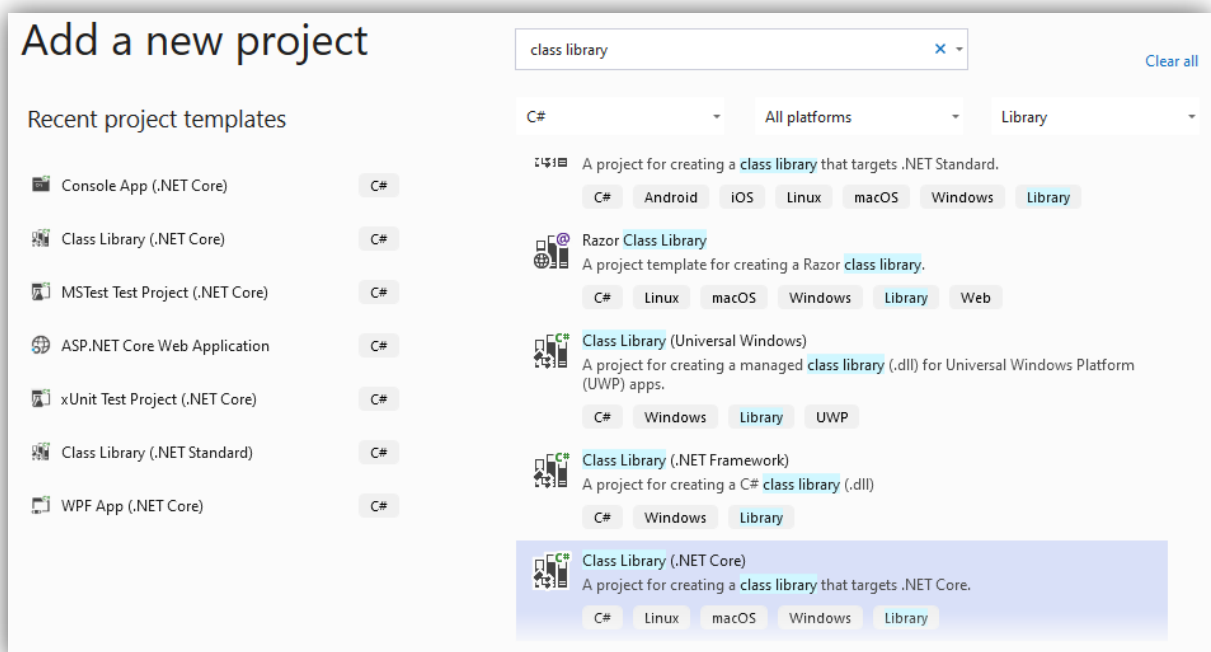 Add a new project
class library
Clear all
Recent project templates
C#
All platforms
Library
Console App (.NET Core)
C#
Class Library (.NET Core)
C#
MSTest Test Project (.NET Core)
C#
ASP.NET Core Web Application
C#
xUnit Test Project (.NET Core)
C#
Class Library (.NET Standard)
C#
WPF App (.NET Core)
C#
A project for creating a class library that targets .NET Standard.
C# Android iOS Linux macOS Windows Library
Razor Class Library
A project template for creating a Razor class library.
C# Linux macOS Windows Library Web
Class Library (Universal Windows)
A project for creating a managed class library (.dll) for Universal Windows Platform
(UWP) apps.
C# Windows Library UWP
Class Library (.NET Framework)
A project for creating a C# class library (.dll)
C# Windows Library
Class Library (.NET Core)
A project for creating a class library that targets .NET Core.
C# Linux macOS Windows Library